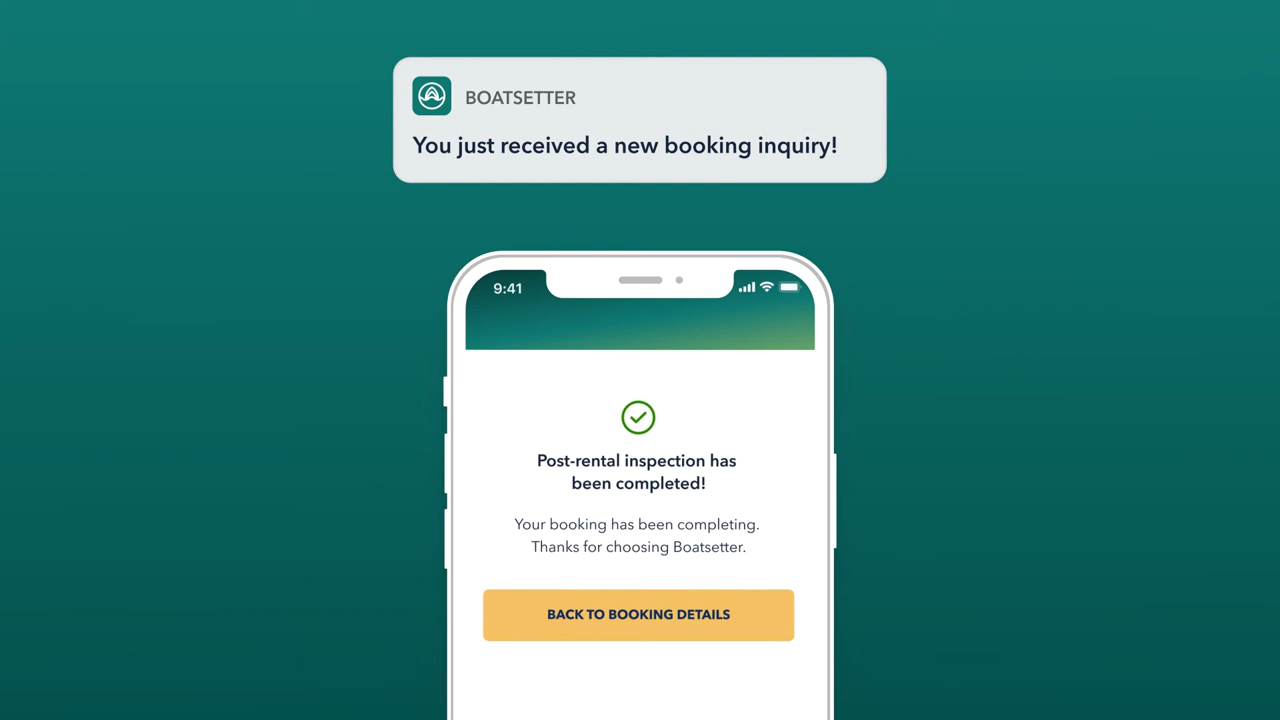 BOATSETTER
You just received a new booking inquiry!
9:41
Post-rental inspection has
been completed!
Your booking has been completing.
Thanks for choosing Boatsetter.
BACK TO BOOKING DETAILS